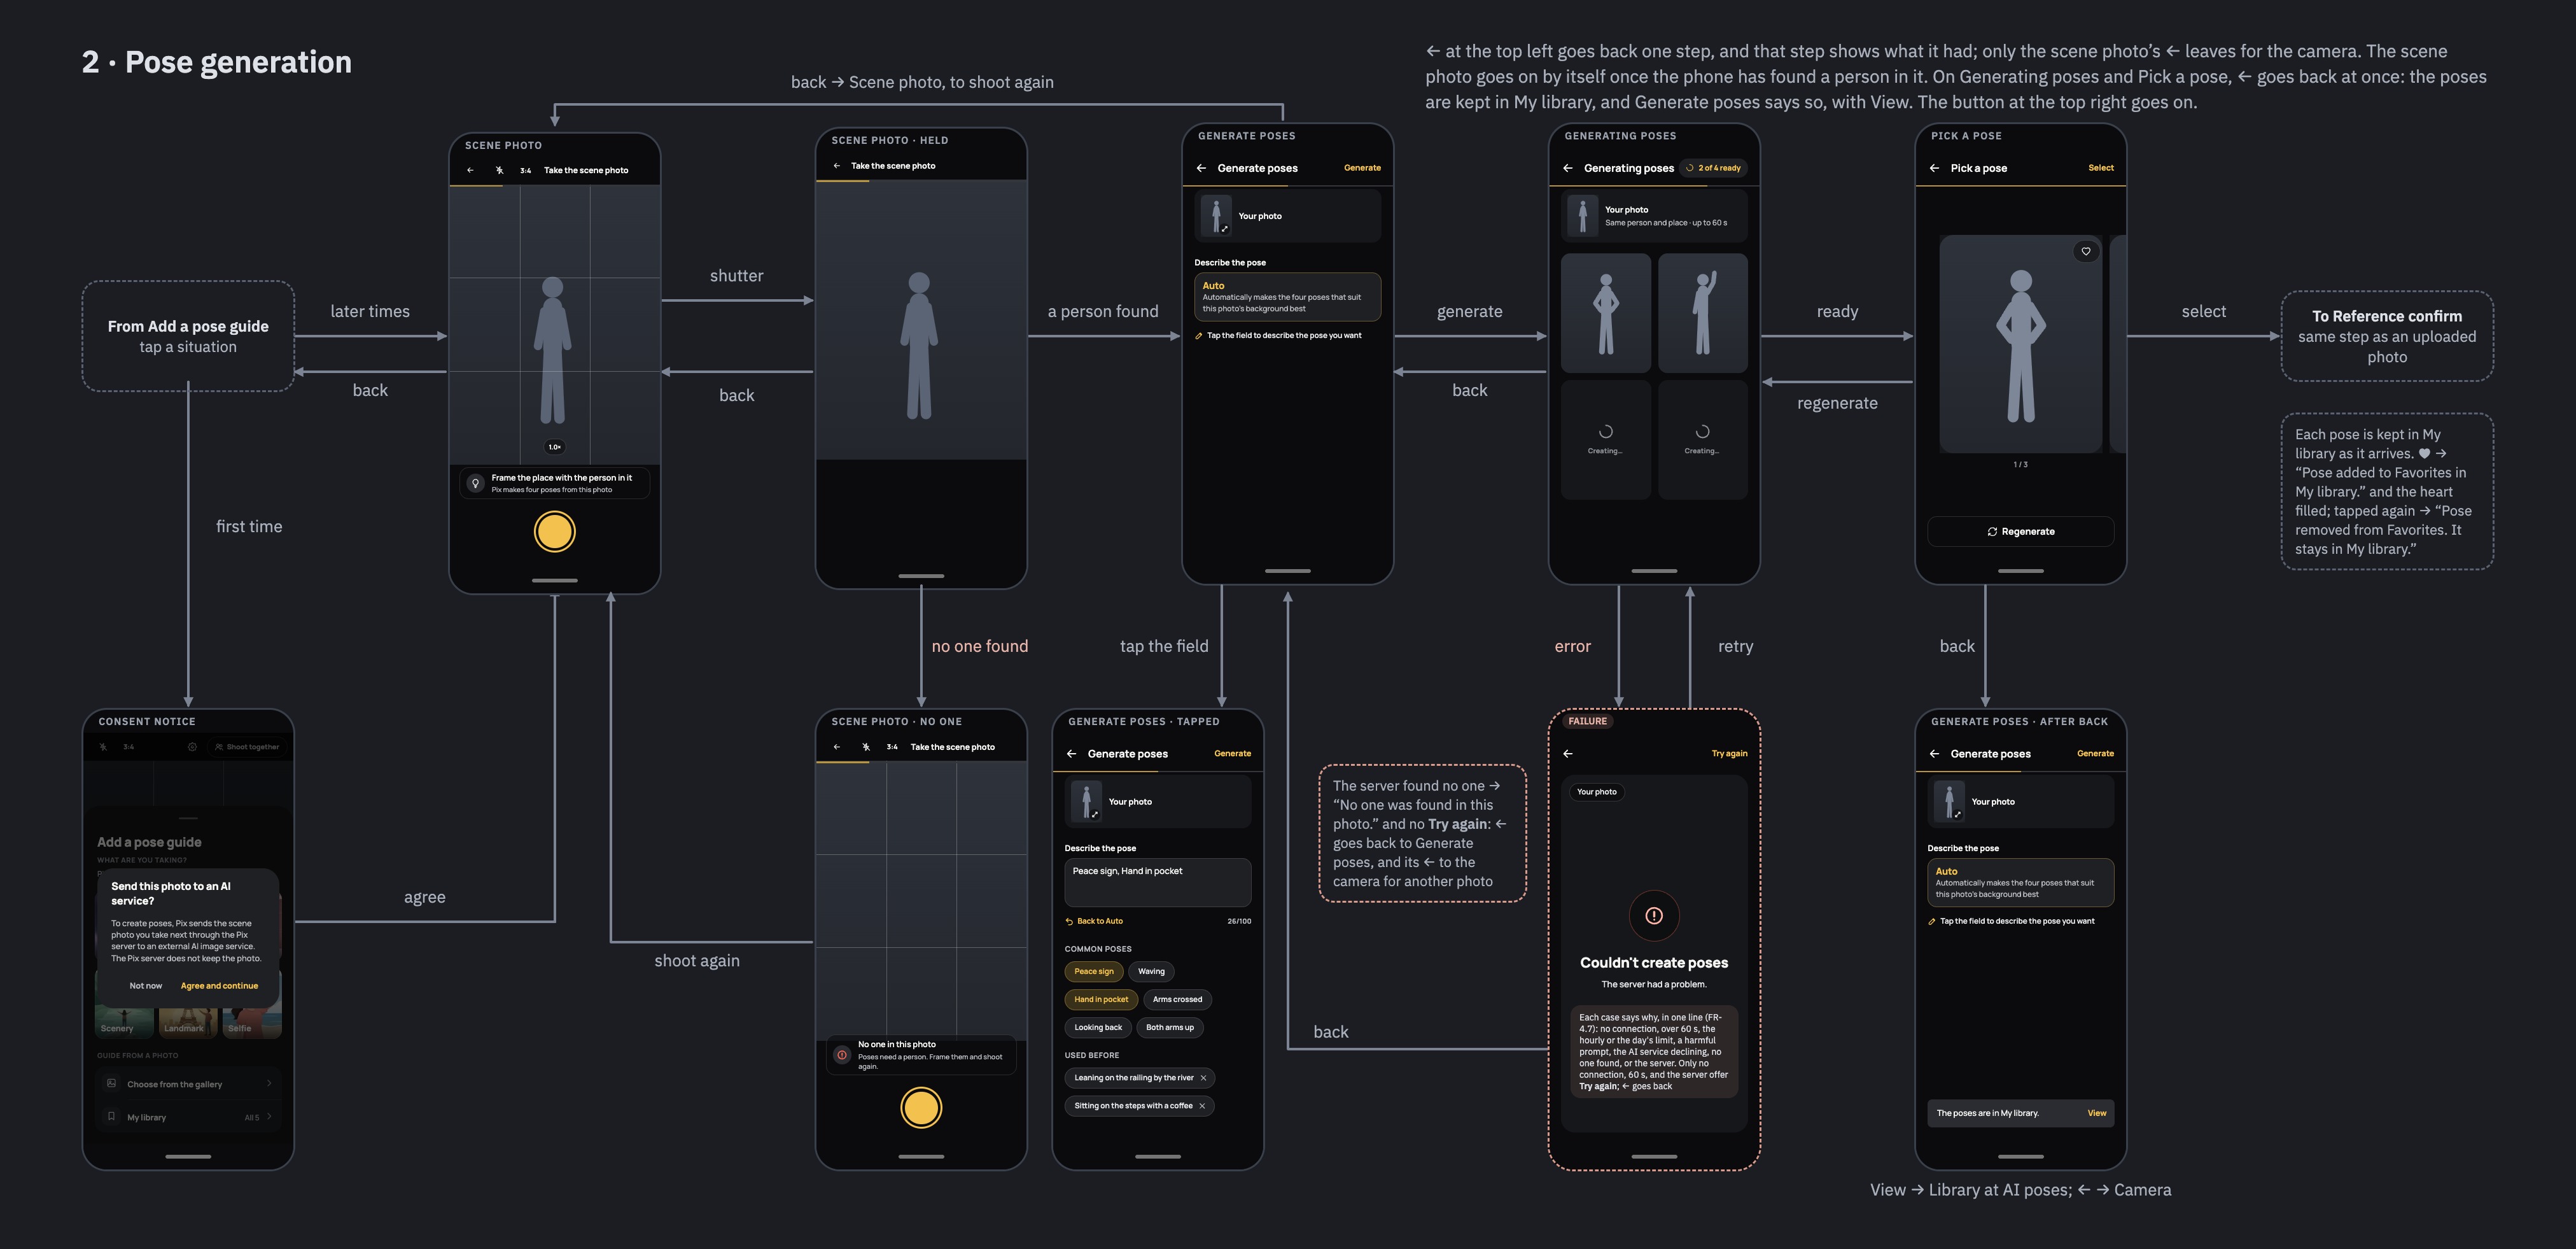 2 · Pose generation
← at the top left goes back one step, and that step shows what it had; only the scene photo's ← leaves for the camera. The scene
photo goes on by itself once the phone has found a person in it. On Generating poses and Pick a pose, ← goes back at once: the poses
are kept in My library, and Generate poses says so, with View. The button at the top right goes on.
back → Scene photo, to shoot again
From Add a pose guide
tap a situation
later times
back
first time
SCENE PHOTO
← 3:4 Take the scene photo
1.0×
Frame the place with the person in it
Pix makes four poses from this photo
shutter
back
SCENE PHOTO · HELD
← Take the scene photo
a person found
GENERATE POSES
← Generate poses Generate
Your photo
Describe the pose
Auto
Automatically makes the four poses that suit
this photo's background best
Tap the field to describe the pose you want
generate
back
GENERATING POSES
← Generating poses 2 of 4 ready
Your photo
Same person and place · up to 60 s
Creating...
Creating...
ready
regenerate
PICK A POSE
← Pick a pose Select
1 / 3
Regenerate
select
To Reference confirm
same step as an uploaded
photo
Each pose is kept in My
library as it arrives. ♥ →
“Pose added to Favorites in
My library.” and the heart
filled; tapped again → “Pose
removed from Favorites. It
stays in My library.”
no one found
tap the field
error
retry
back
CONSENT NOTICE
3:4 Shoot together
Add a pose guide
WHAT ARE YOU TAKING?
Send this photo to an AI
service?
To create poses, Pix sends the scene
photo you take next through the Pix
server to an external AI image service.
The Pix server does not keep the photo.
Not now Agree and continue
Scenery Landmark Selfie
GUIDE FROM A PHOTO
Choose from the gallery
My library All 5
agree
shoot again
SCENE PHOTO · NO ONE
← 3:4 Take the scene photo
No one in this photo
Poses need a person. Frame them and shoot
again.
GENERATE POSES · TAPPED
← Generate poses Generate
Your photo
Describe the pose
Peace sign, Hand in pocket
Back to Auto 26/100
COMMON POSES
Peace sign Waving
Hand in pocket Arms crossed
Looking back Both arms up
USED BEFORE
Leaning on the railing by the river ×
Sitting on the steps with a coffee ×
The server found no one →
“No one was found in this
photo.” and no Try again: ←
goes back to Generate
poses, and its ← to the
camera for another photo
back
FAILURE
← Try again
Your photo
Couldn't create poses
The server had a problem.
Each case says why, in one line (FR-
4.7): no connection, over 60 s, the
hourly or the day's limit, a harmful
prompt, the AI service declining, no
one found, or the server. Only no
connection, 60 s, and the server offer
Try again; ← goes back
GENERATE POSES · AFTER BACK
← Generate poses Generate
Your photo
Describe the pose
Auto
Automatically makes the four poses that suit
this photo's background best
Tap the field to describe the pose you want
The poses are in My library. View
View → Library at AI poses; ← → Camera